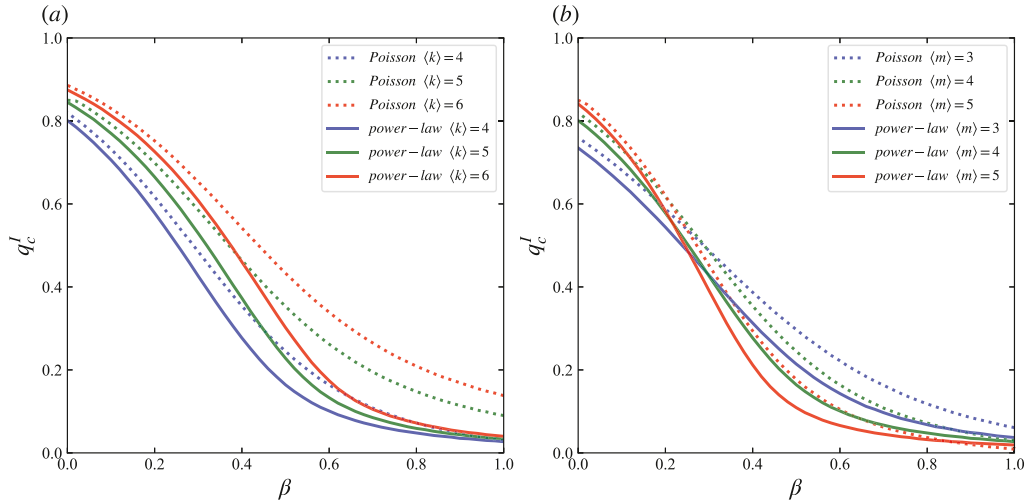 (a)
1.0
0.8
0.6
0.4
0.2
0.0
q_c^I
Poisson ⟨k⟩=4
Poisson ⟨k⟩=5
Poisson ⟨k⟩=6
power−law ⟨k⟩=4
power−law ⟨k⟩=5
power−law ⟨k⟩=6
0.0 0.2 0.4 0.6 0.8 1.0
β
(b)
1.0
0.8
0.6
0.4
0.2
0.0
q_c^I
Poisson ⟨m⟩=3
Poisson ⟨m⟩=4
Poisson ⟨m⟩=5
power−law ⟨m⟩=3
power−law ⟨m⟩=4
power−law ⟨m⟩=5
0.0 0.2 0.4 0.6 0.8 1.0
β